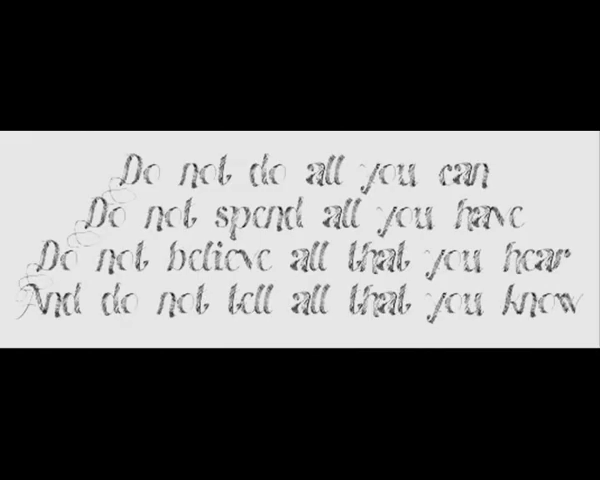 Do not do all you can
Do not spend all you have
Do not believe all that you hear
And do not tell all that you know